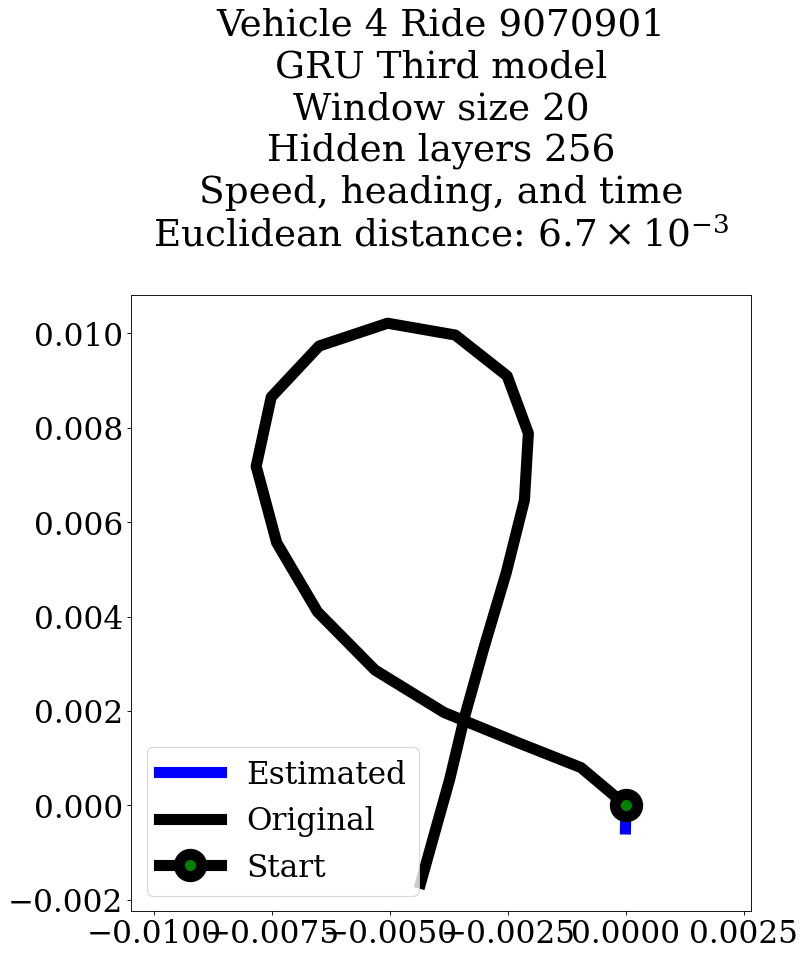 Vehicle 4 Ride 9070901
GRU Third model
Window size 20
Hidden layers 256
Speed, heading, and time
Euclidean distance: 6.7 × 10⁻³
0.010
0.008
0.006
0.004
0.002
0.000
−0.002
Estimated
Original
Start
−0.0100 −0.0075 −0.0050 −0.0025 0.0000 0.0025